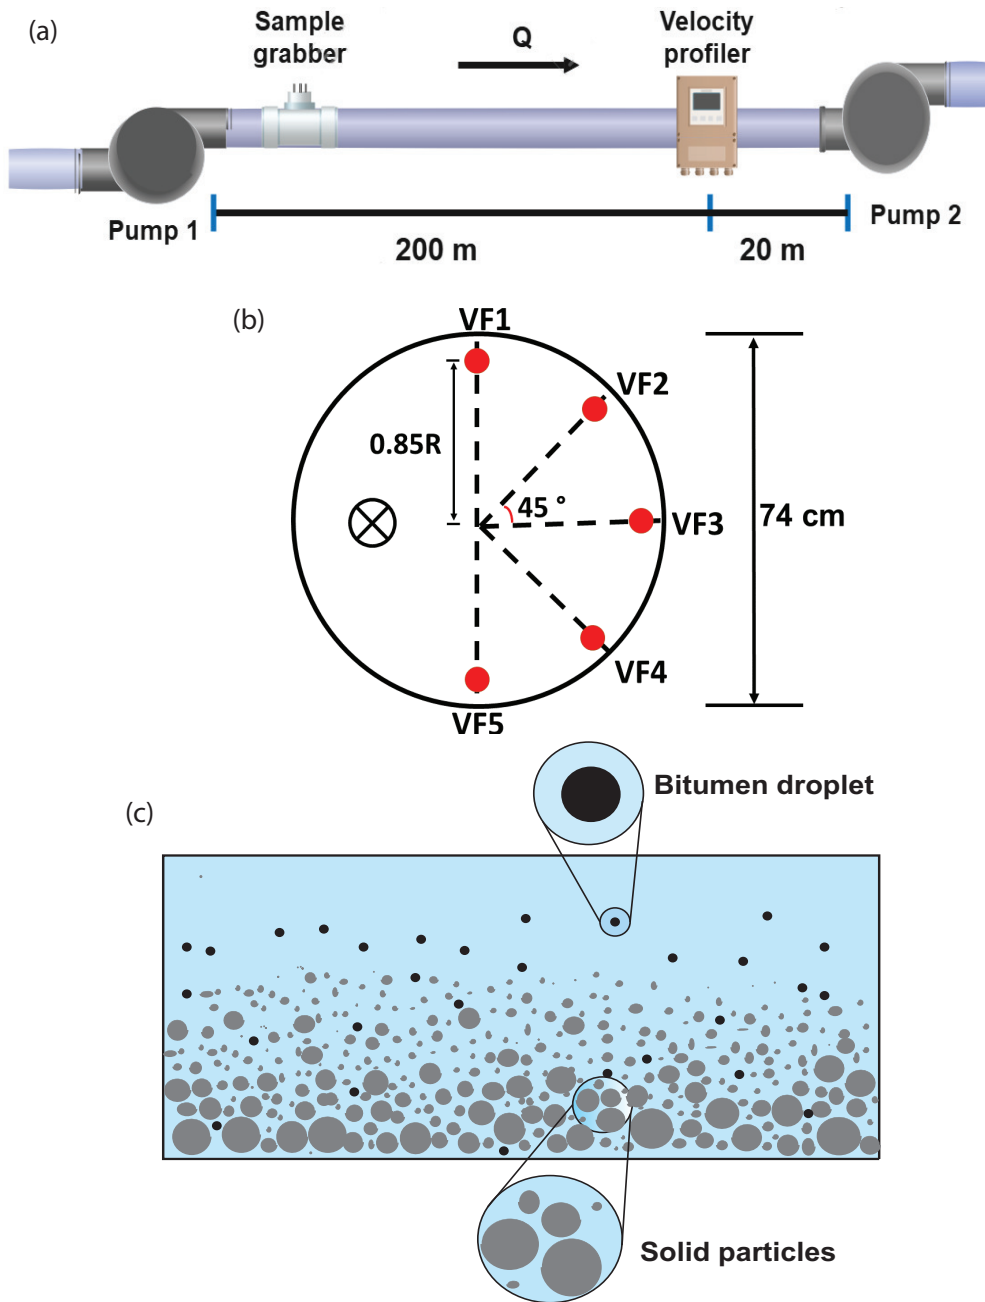 (a)
Sample
grabber
Q
Velocity
profiler
Pump 1
Pump 2
200 m
20 m
(b)
VF1
VF2
0.85R
45 °
VF3
74 cm
VF4
VF5
Bitumen droplet
(c)
Solid particles